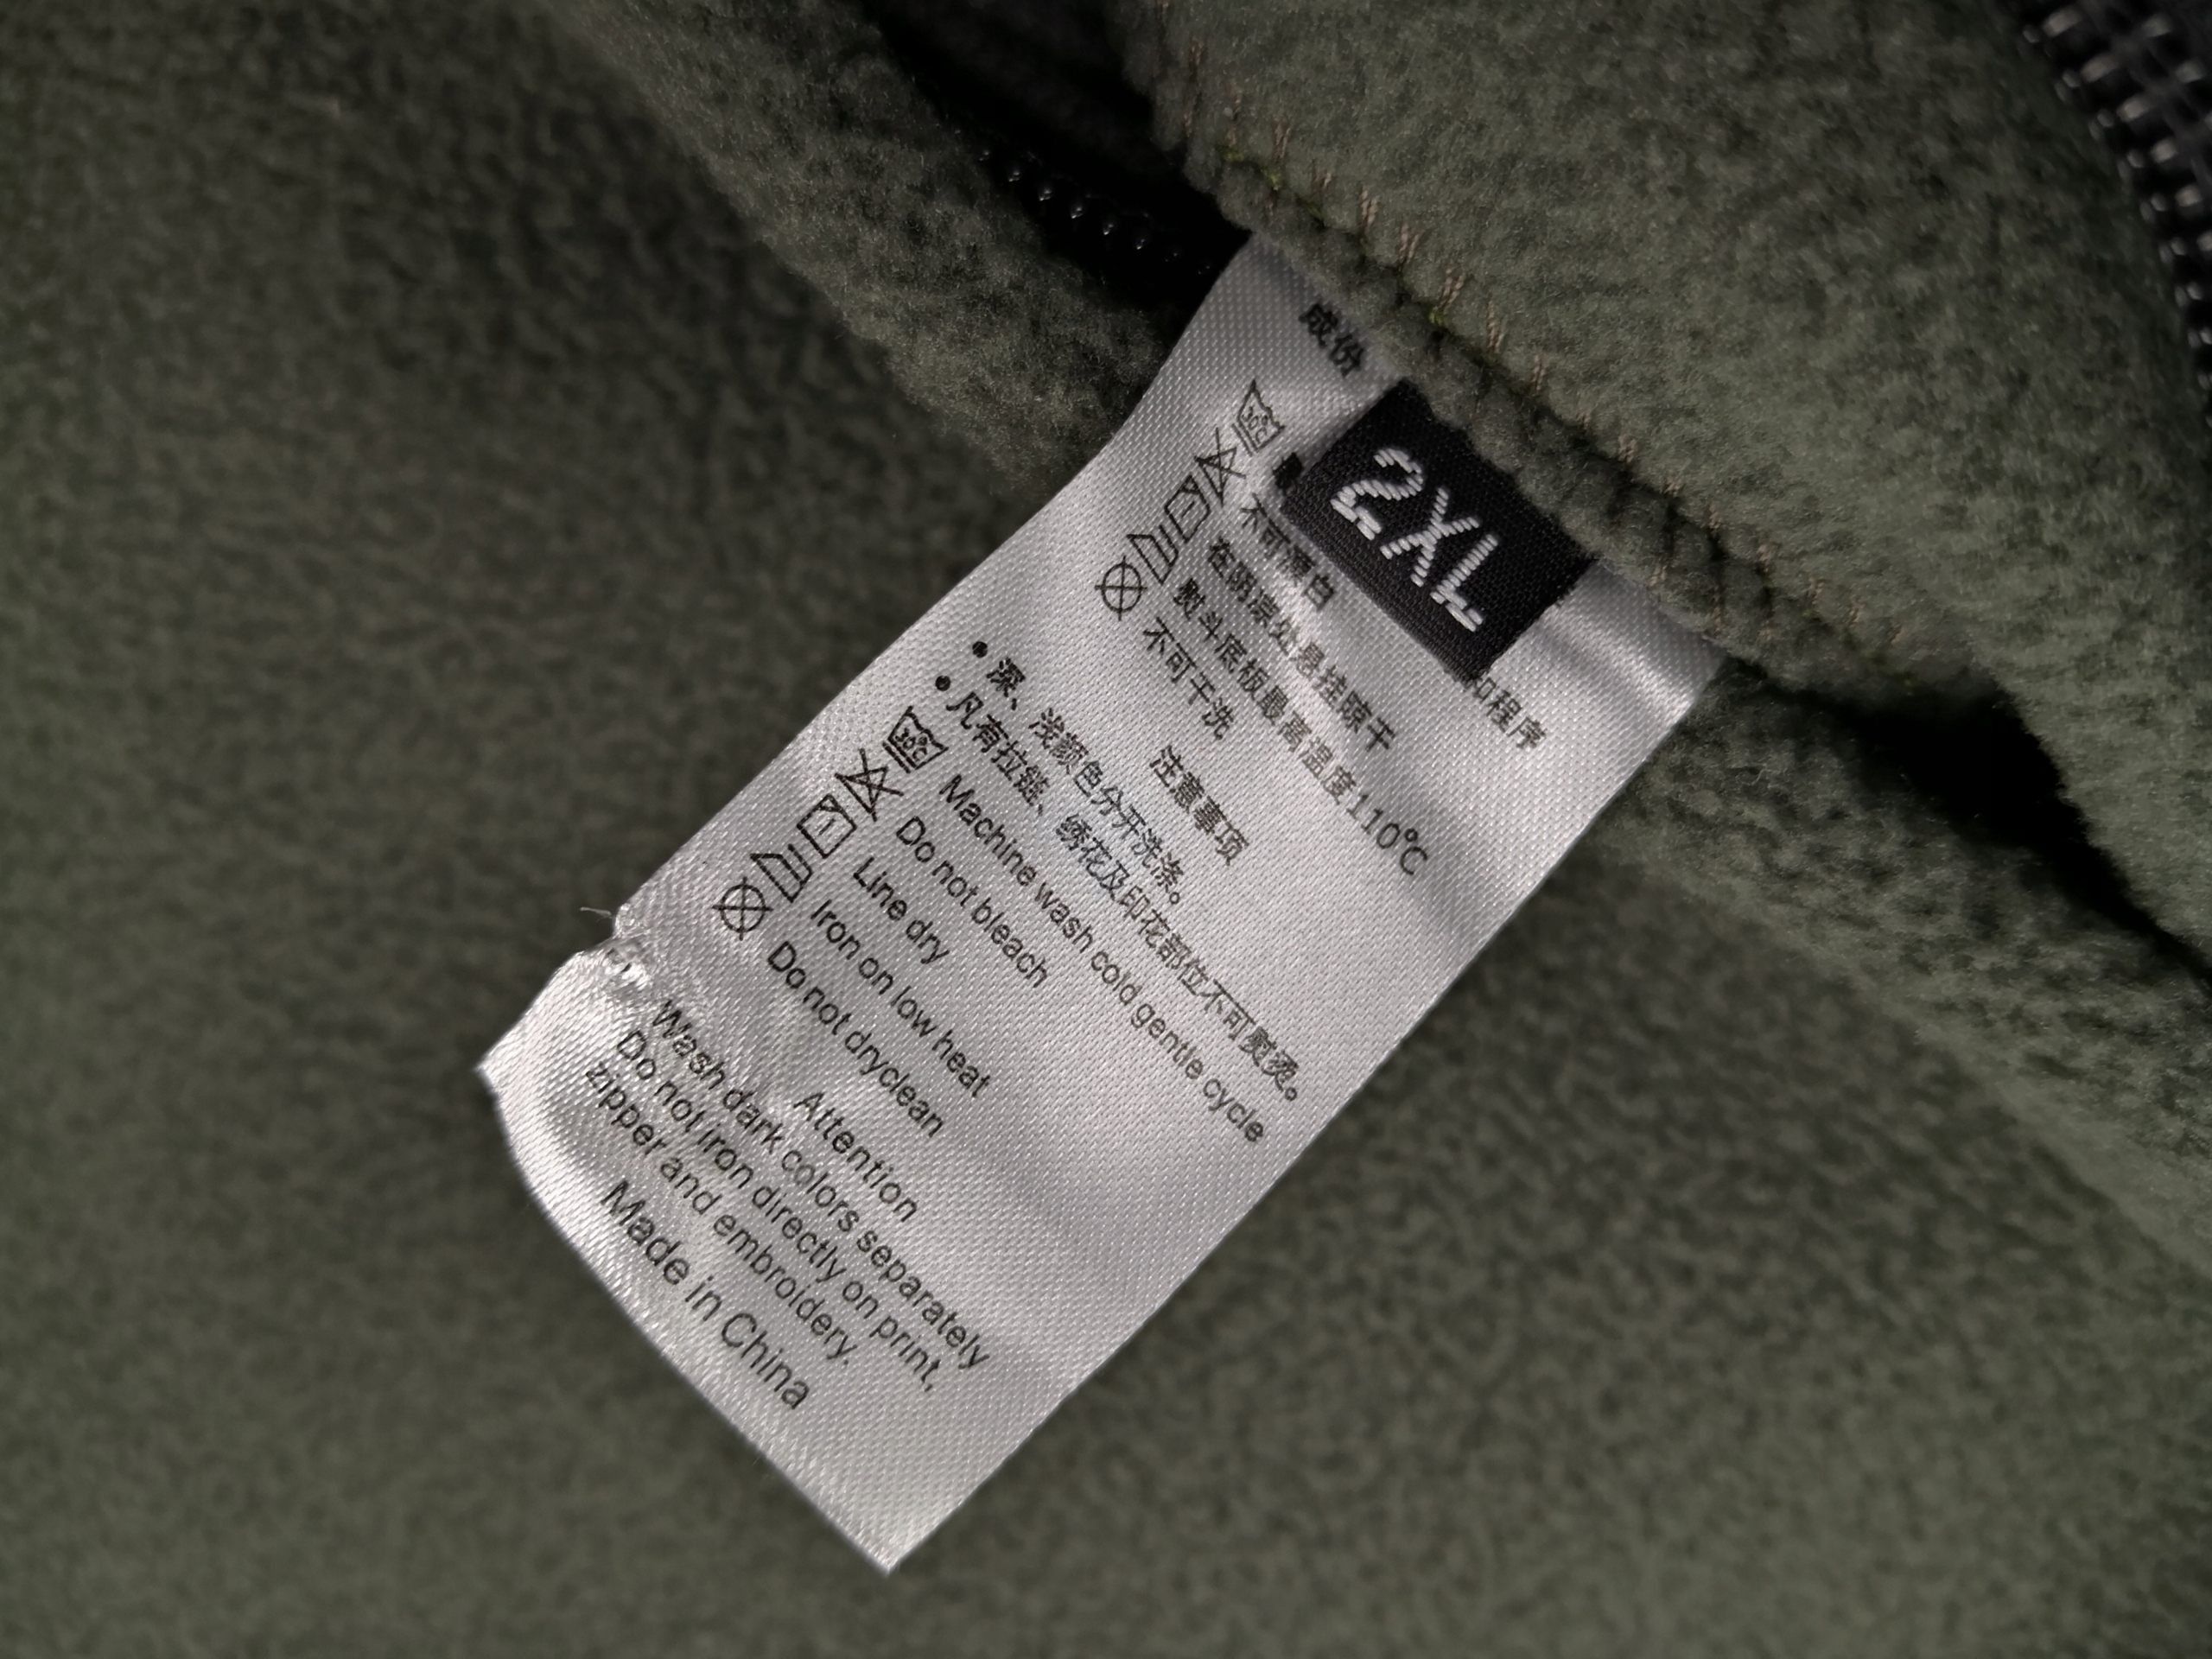 成份
2XL
和程序
不可漂白
在阴凉处悬挂晾干
熨斗底板最高温度110℃
不可干洗
注意事项
• 深、浅颜色分开洗涤。
• 凡有拉链、绣花及印花部位不可熨烫。
30℃ Machine wash cold gentle cycle
Do not bleach
Line dry
Iron on low heat
Do not dryclean
Attention
Wash dark colors separately
Do not iron directly on print,
zipper and embroidery.
Made in China